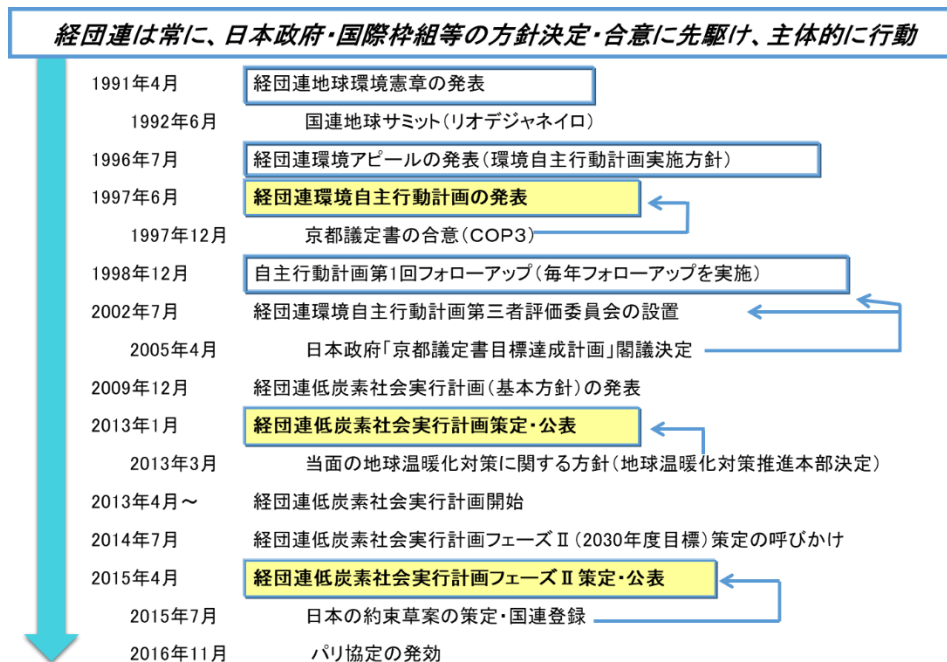 経団連は常に、日本政府・国際枠組等の方針決定・合意に先駆け、主体的に行動
1991年4月 経団連地球環境憲章の発表
1992年6月 国連地球サミット(リオデジャネイロ)
1996年7月 経団連環境アピールの発表(環境自主行動計画実施方針)
1997年6月 経団連環境自主行動計画の発表
1997年12月 京都議定書の合意(COP3)
1998年12月 自主行動計画第1回フォローアップ(毎年フォローアップを実施)
2002年7月 経団連環境自主行動計画第三者評価委員会の設置
2005年4月 日本政府「京都議定書目標達成計画」閣議決定
2009年12月 経団連低炭素社会実行計画(基本方針)の発表
2013年1月 経団連低炭素社会実行計画策定・公表
2013年3月 当面の地球温暖化対策に関する方針(地球温暖化対策推進本部決定)
2013年4月～ 経団連低炭素社会実行計画開始
2014年7月 経団連低炭素社会実行計画フェーズⅡ(2030年度目標)策定の呼びかけ
2015年4月 経団連低炭素社会実行計画フェーズⅡ策定・公表
2015年7月 日本の約束草案の策定・国連登録
2016年11月 パリ協定の発効